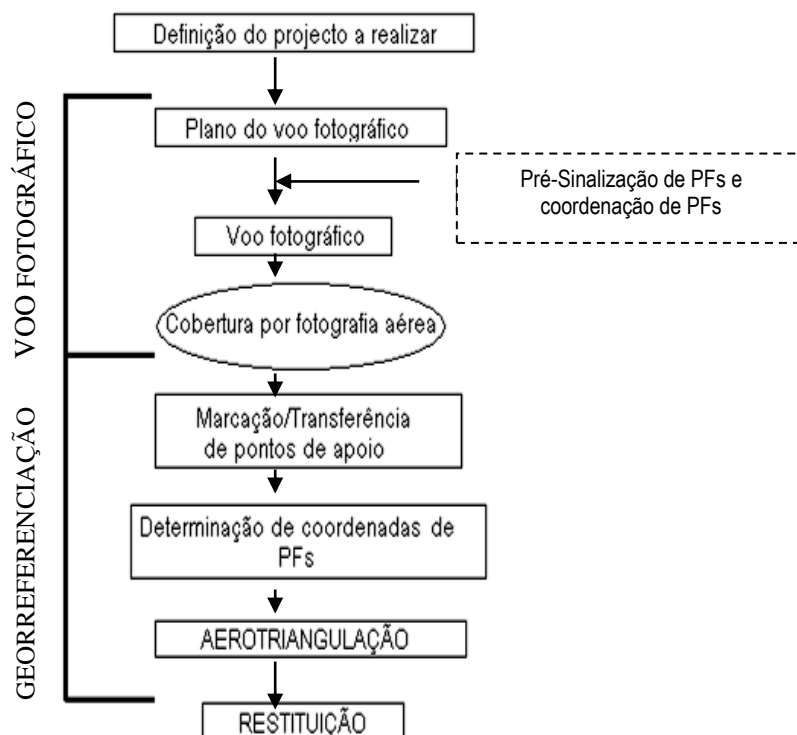 Definição do projecto a realizar
VOO FOTOGRÁFICO
Plano do voo fotográfico
Pré-Sinalização de PFs e
coordenação de PFs
Voo fotográfico
Cobertura por fotografia aérea
GEORREFERENCIAÇÃO
Marcação/Transferência
de pontos de apoio
Determinação de coordenadas de
PFs
AEROTRIANGULAÇÃO
RESTITUIÇÃO